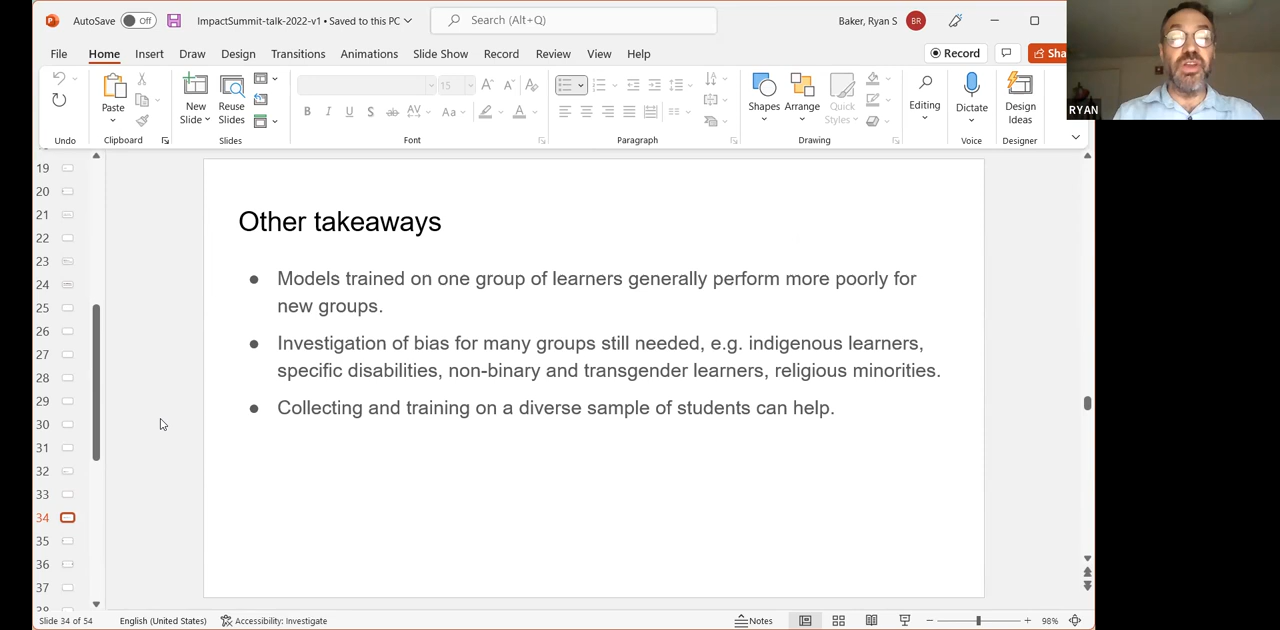 AutoSave Off ImpactSummit-talk-2022-v1 • Saved to this PC Search (Alt+Q) Baker, Ryan S BR
File Home Insert Draw Design Transitions Animations Slide Show Record Review View Help Record Sha
RYAN
Paste New Slide Reuse Slides 15 B I U S ab AV Aa A Shapes Arrange Quick Styles Editing Dictate Design Ideas
Undo Clipboard Slides Font Paragraph Drawing Voice Designer
19
20
21
22
23
24
25
26
27
28
29
30
31
32
33
34
35
36
37
38
Other takeaways
● Models trained on one group of learners generally perform more poorly for
new groups.
● Investigation of bias for many groups still needed, e.g. indigenous learners,
specific disabilities, non-binary and transgender learners, religious minorities.
● Collecting and training on a diverse sample of students can help.
Slide 34 of 54 English (United States) Accessibility: Investigate Notes 98%